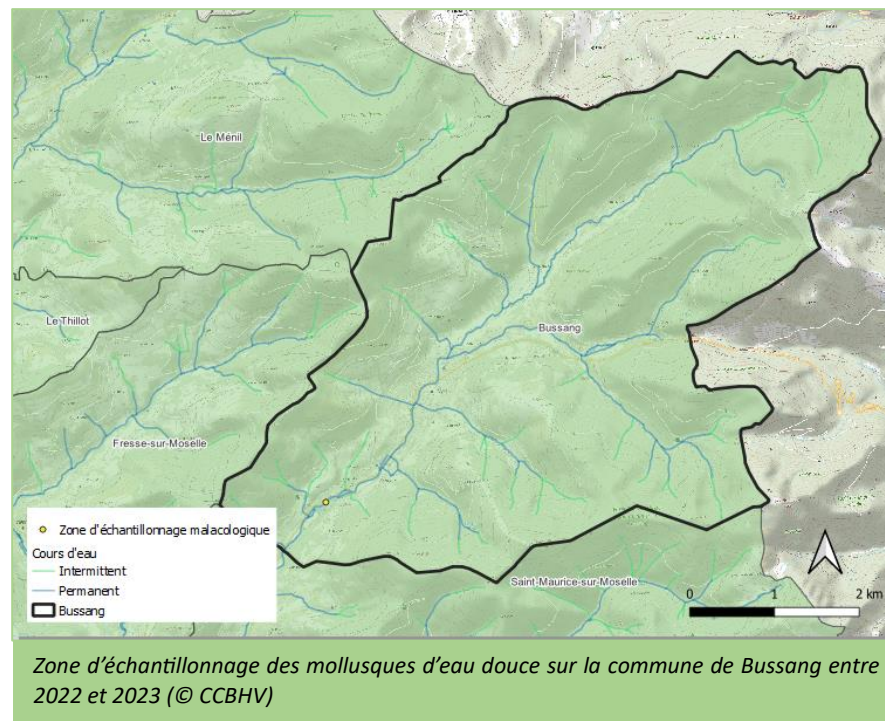 Le Ménil
Le Thillot
Bussang
Fresse-sur-Moselle
Zone d'échantillonnage malacologique
Cours d'eau
Intermittent
Permanent
Bussang
Saint-Maurice-sur-Moselle
0 1 2 km
Zone d'échantillonnage des mollusques d'eau douce sur la commune de Bussang entre
2022 et 2023 (© CCBHV)